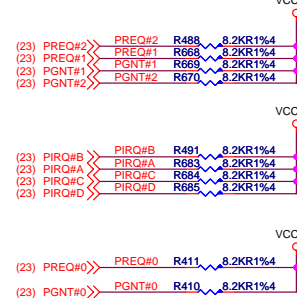 VCC
(23) PREQ#2 PREQ#2 R488 8.2KR1%4
(23) PREQ#1 PREQ#1 R668 8.2KR1%4
(23) PGNT#1 PGNT#1 R669 8.2KR1%4
(23) PGNT#2 PGNT#2 R670 8.2KR1%4
VCC
(23) PIRQ#B PIRQ#B R491 8.2KR1%4
(23) PIRQ#A PIRQ#A R683 8.2KR1%4
(23) PIRQ#C PIRQ#C R684 8.2KR1%4
(23) PIRQ#D PIRQ#D R685 8.2KR1%4
VCC
(23) PREQ#0 PREQ#0 R411 8.2KR1%4
(23) PGNT#0 PGNT#0 R410 8.2KR1%4